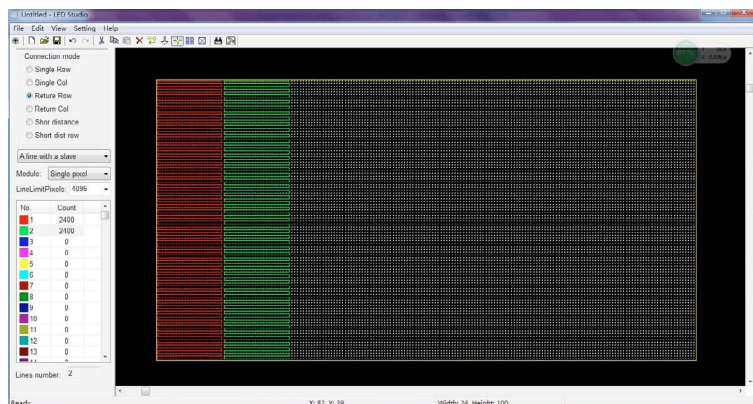 Untitled - LED Studio
File Edit View Setting Help
Connection mode
Single Row
Single Col
Reture Row
Return Col
Shor distance
Short dist row
A line with a slave
Module: Single pixel
LineLimitPixels: 4096
No. Count
1 2400
2 2400
3 0
4 0
5 0
6 0
7 0
8 0
9 0
10 0
11 0
12 0
13 0
Lines number: 2
Ready X: 82, Y: 39 Width: 24, Height: 100